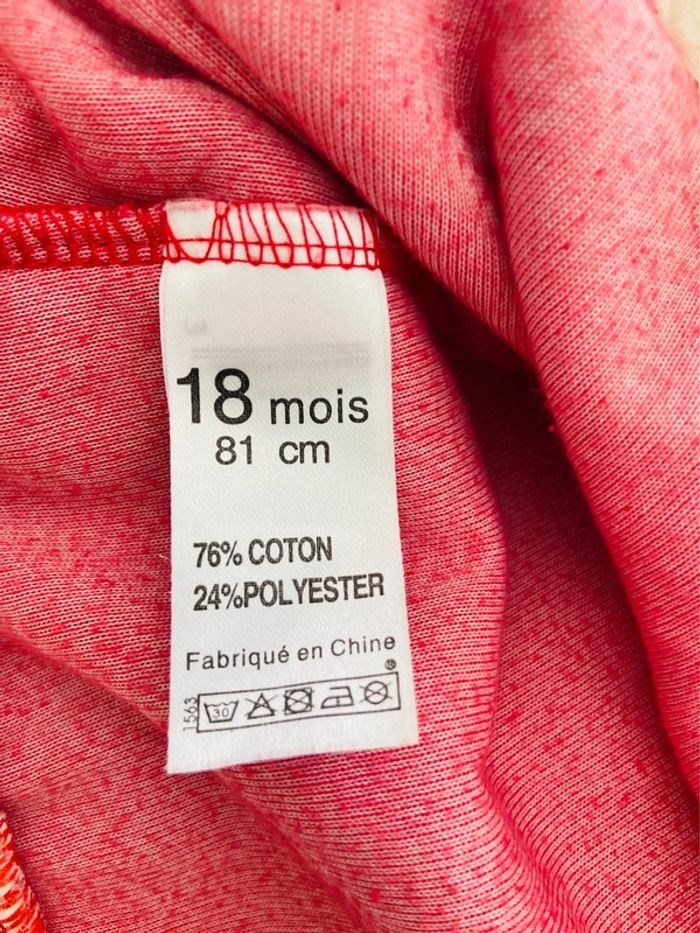 18 mois
81 cm
76% COTON
24%POLYESTER
Fabriqué en Chine
1563
30